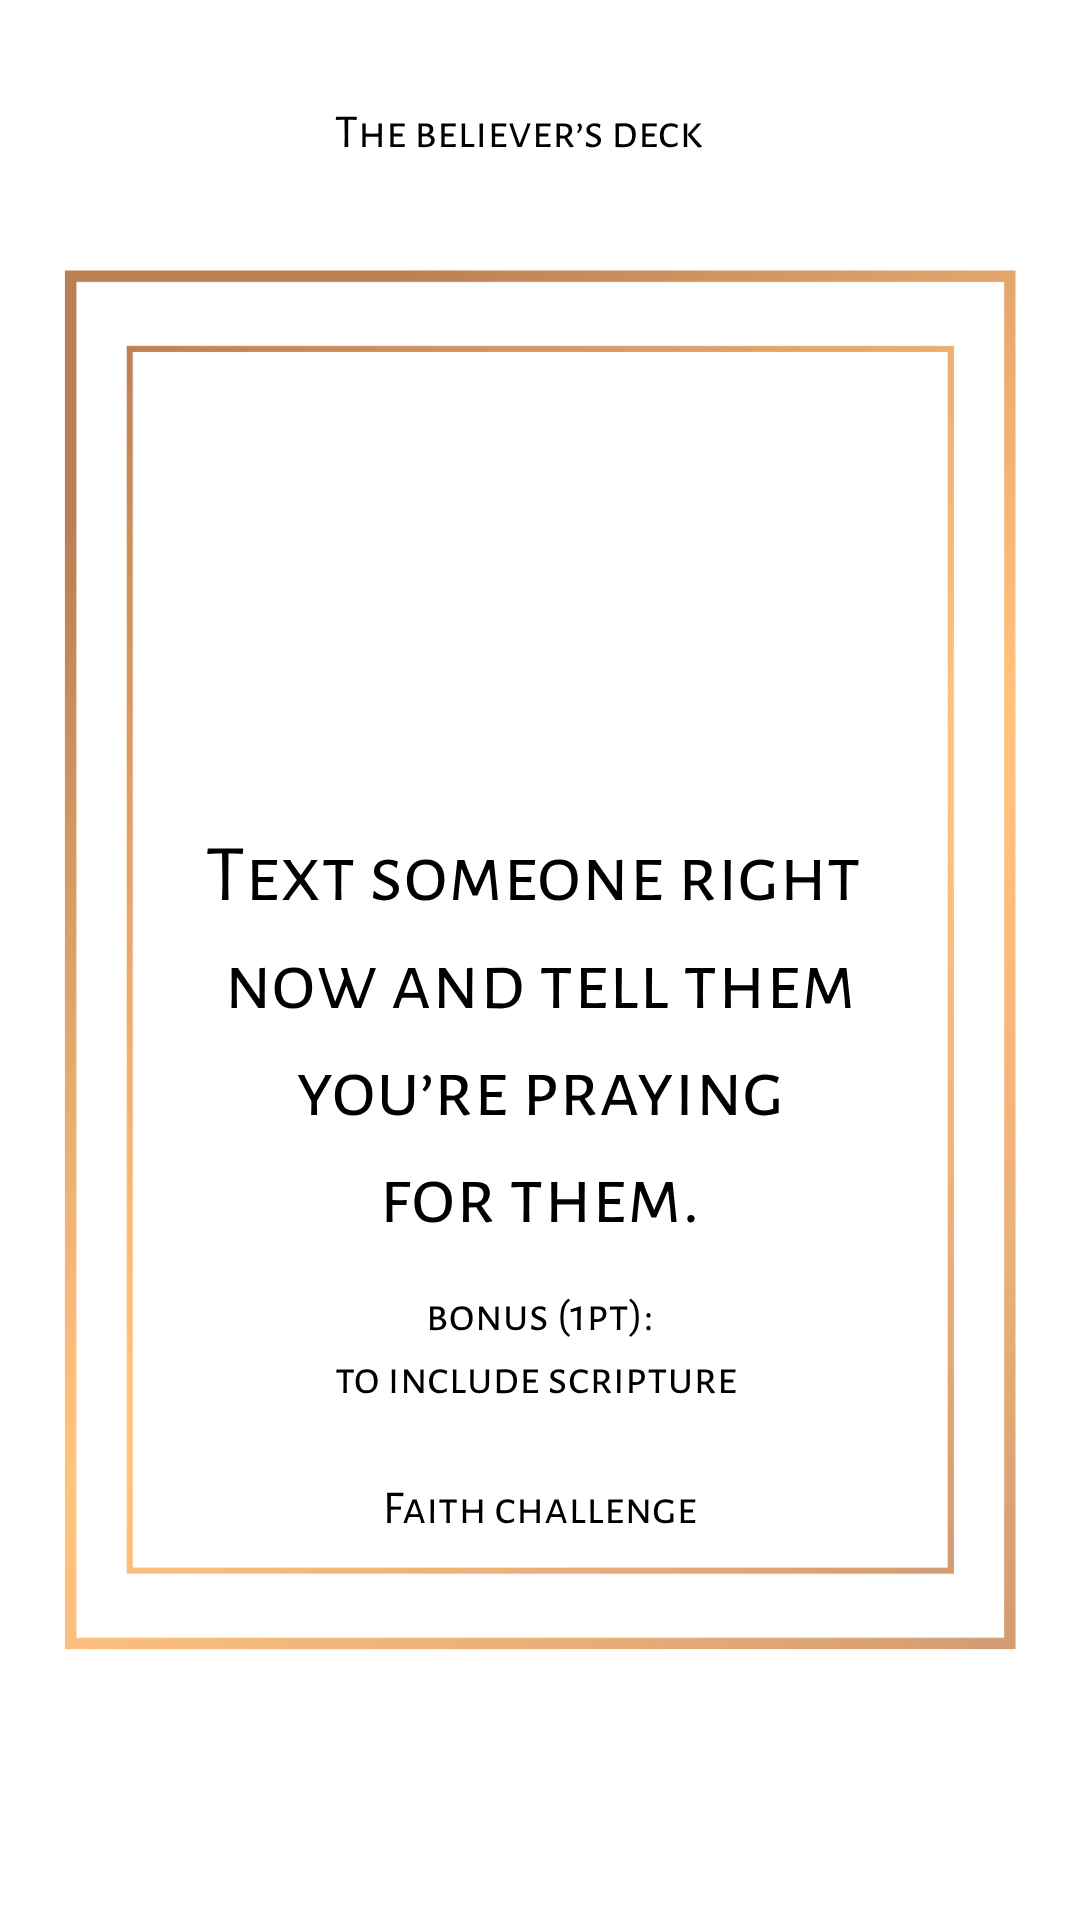 The believer’s deck
Text someone right
now and tell them
you’re praying
for them.
bonus (1pt):
to include scripture
Faith challenge